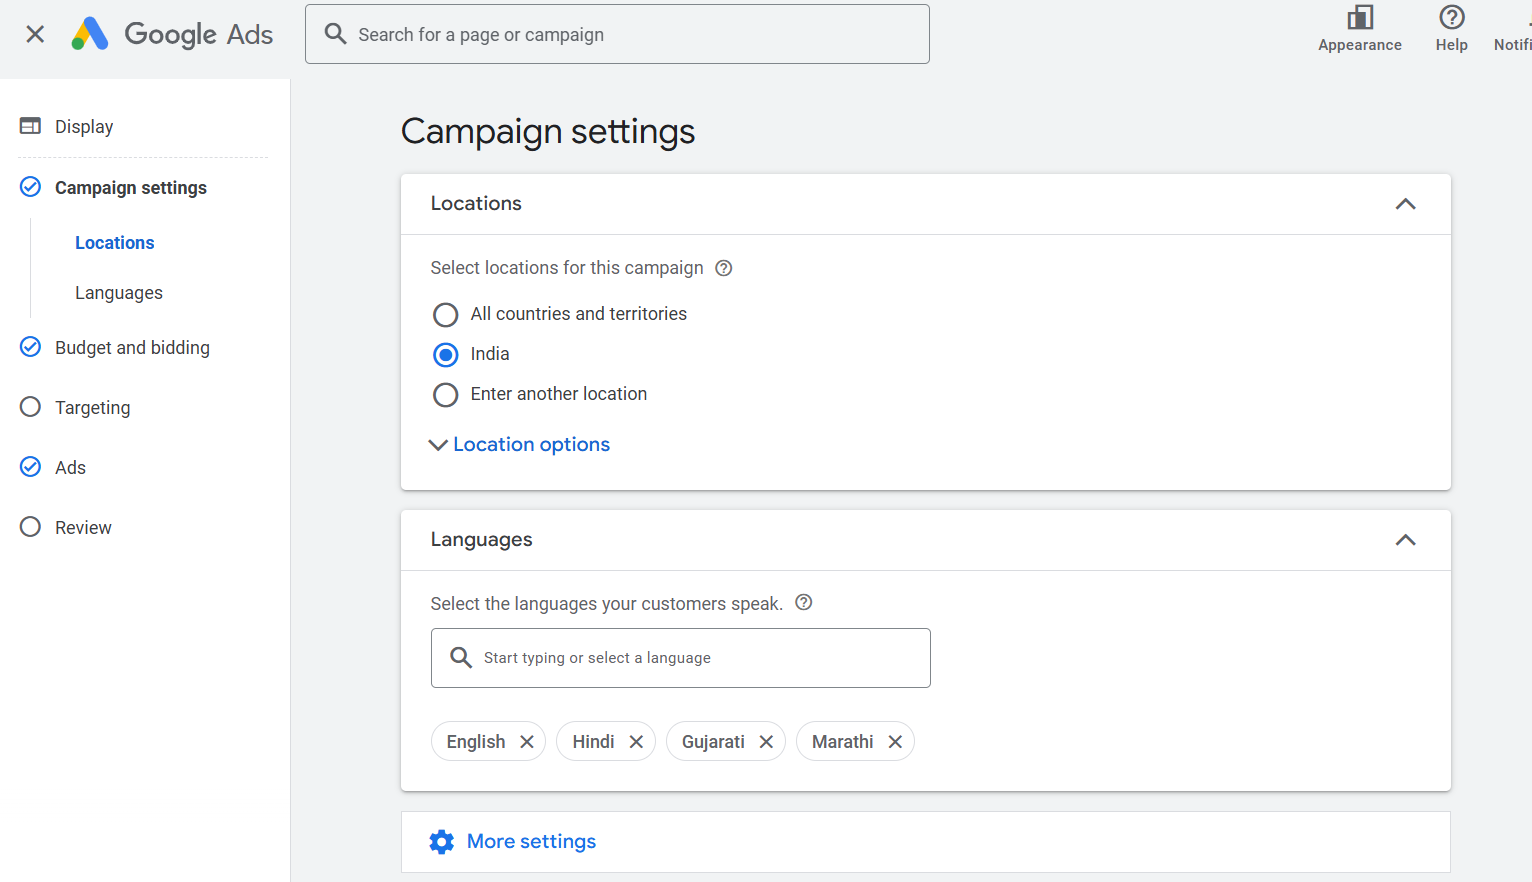 Google Ads
Search for a page or campaign
Appearance
Help
Notifi
Display
Campaign settings
Locations
Languages
Budget and bidding
Targeting
Ads
Review
Campaign settings
Locations
Select locations for this campaign
All countries and territories
India
Enter another location
Location options
Languages
Select the languages your customers speak.
Start typing or select a language
English
Hindi
Gujarati
Marathi
More settings